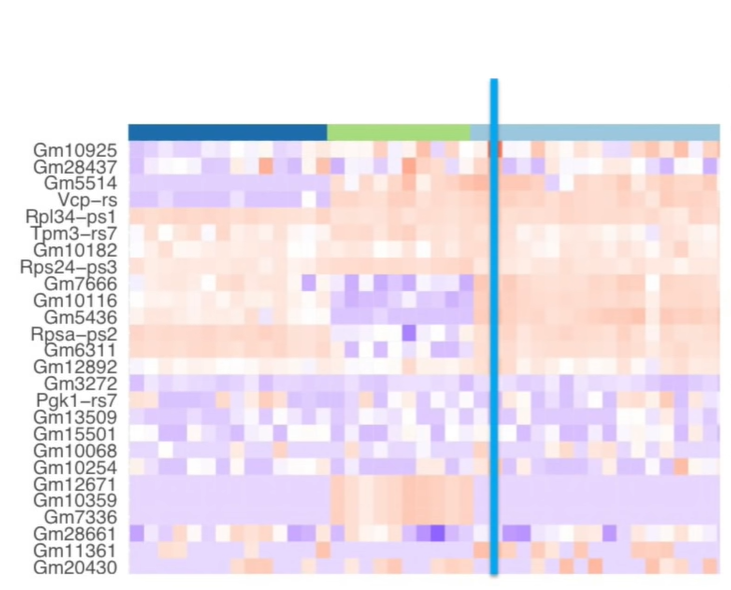 Gm10925
Gm28437
Gm5514
Vcp−rs
Rpl34−ps1
Tpm3−rs7
Gm10182
Rps24−ps3
Gm7666
Gm10116
Gm5436
Rpsa−ps2
Gm6311
Gm12892
Gm3272
Pgk1−rs7
Gm13509
Gm15501
Gm10068
Gm10254
Gm12671
Gm10359
Gm7336
Gm28661
Gm11361
Gm20430